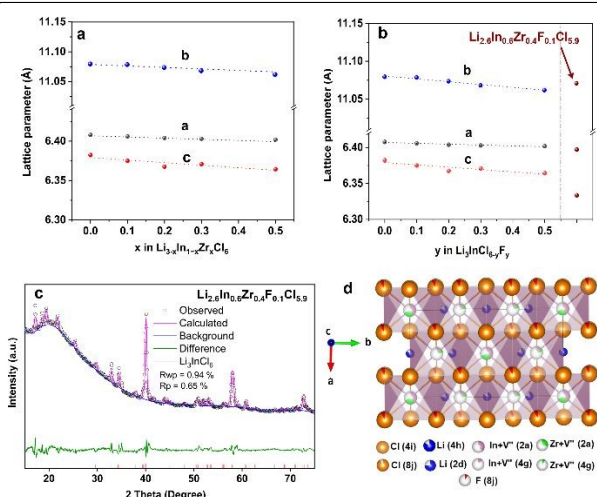 a
b
a
c
Lattice parameter (Å)
11.15
11.10
11.05
6.40
6.35
6.30
0.0 0.1 0.2 0.3 0.4 0.5
x in Li3-xIn1-xZrxCl6
b
Li2.6In0.6Zr0.4F0.1Cl5.9
b
a
c
Lattice parameter (Å)
11.15
11.10
11.05
6.40
6.35
6.30
0.0 0.1 0.2 0.3 0.4 0.5
y in Li3InCl6-yFy
c
Li2.6In0.6Zr0.4F0.1Cl5.9
Observed
Calculated
Background
Difference
Li3InCl6
Rwp = 0.94 %
Rp = 0.65 %
Intensity (a.u.)
20 30 40 50 60 70
2 Theta (Degree)
d
c
b
a
Cl (4i) Li (4h) In+V'' (2a) Zr+V'' (2a)
Cl (8j) Li (2d) In+V'' (4g) Zr+V'' (4g)
F (8j)